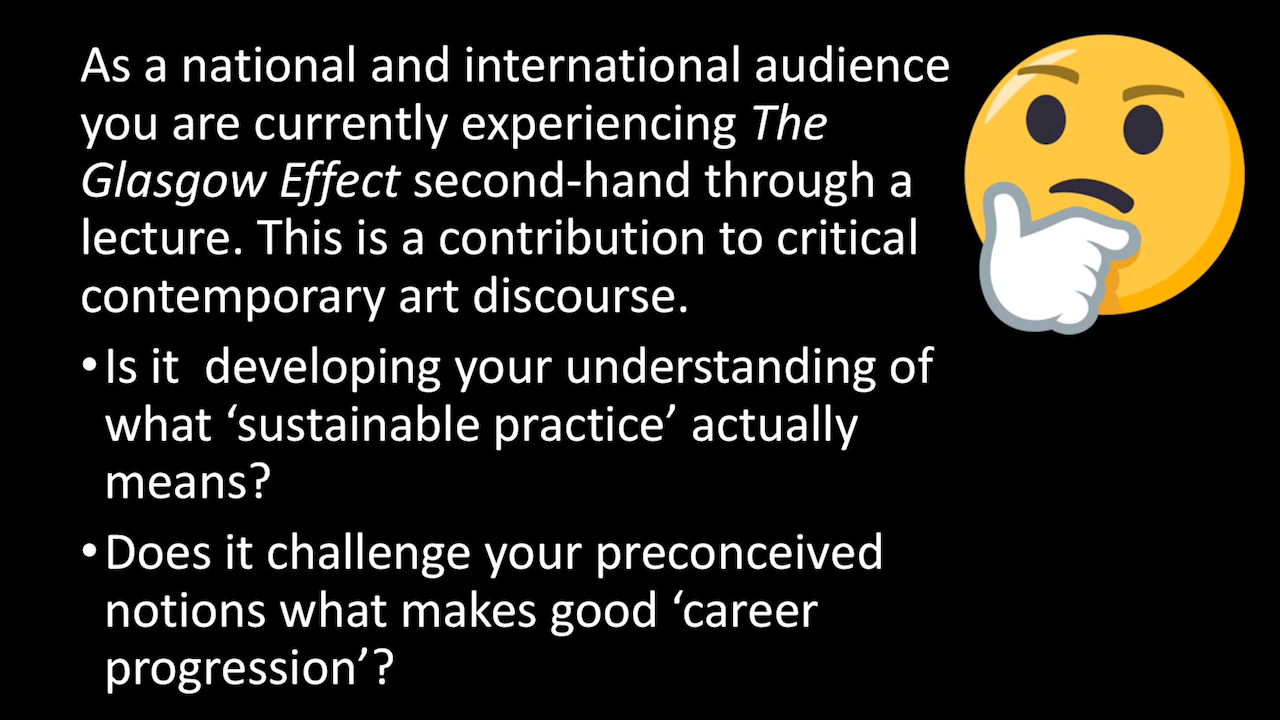 As a national and international audience
you are currently experiencing The
Glasgow Effect second-hand through a
lecture. This is a contribution to critical
contemporary art discourse.
•Is it  developing your understanding of
what ‘sustainable practice’ actually
means?
•Does it challenge your preconceived
notions what makes good ‘career
progression’?